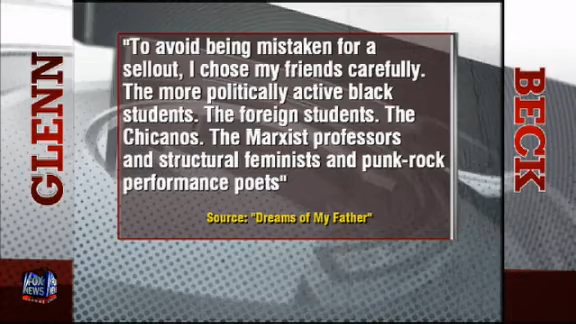 GLENN
BECK
"To avoid being mistaken for a
sellout, I chose my friends carefully.
The more politically active black
students. The foreign students. The
Chicanos. The Marxist professors
and structural feminists and punk-rock
performance poets"
Source: "Dreams of My Father"
FOX
NEWS